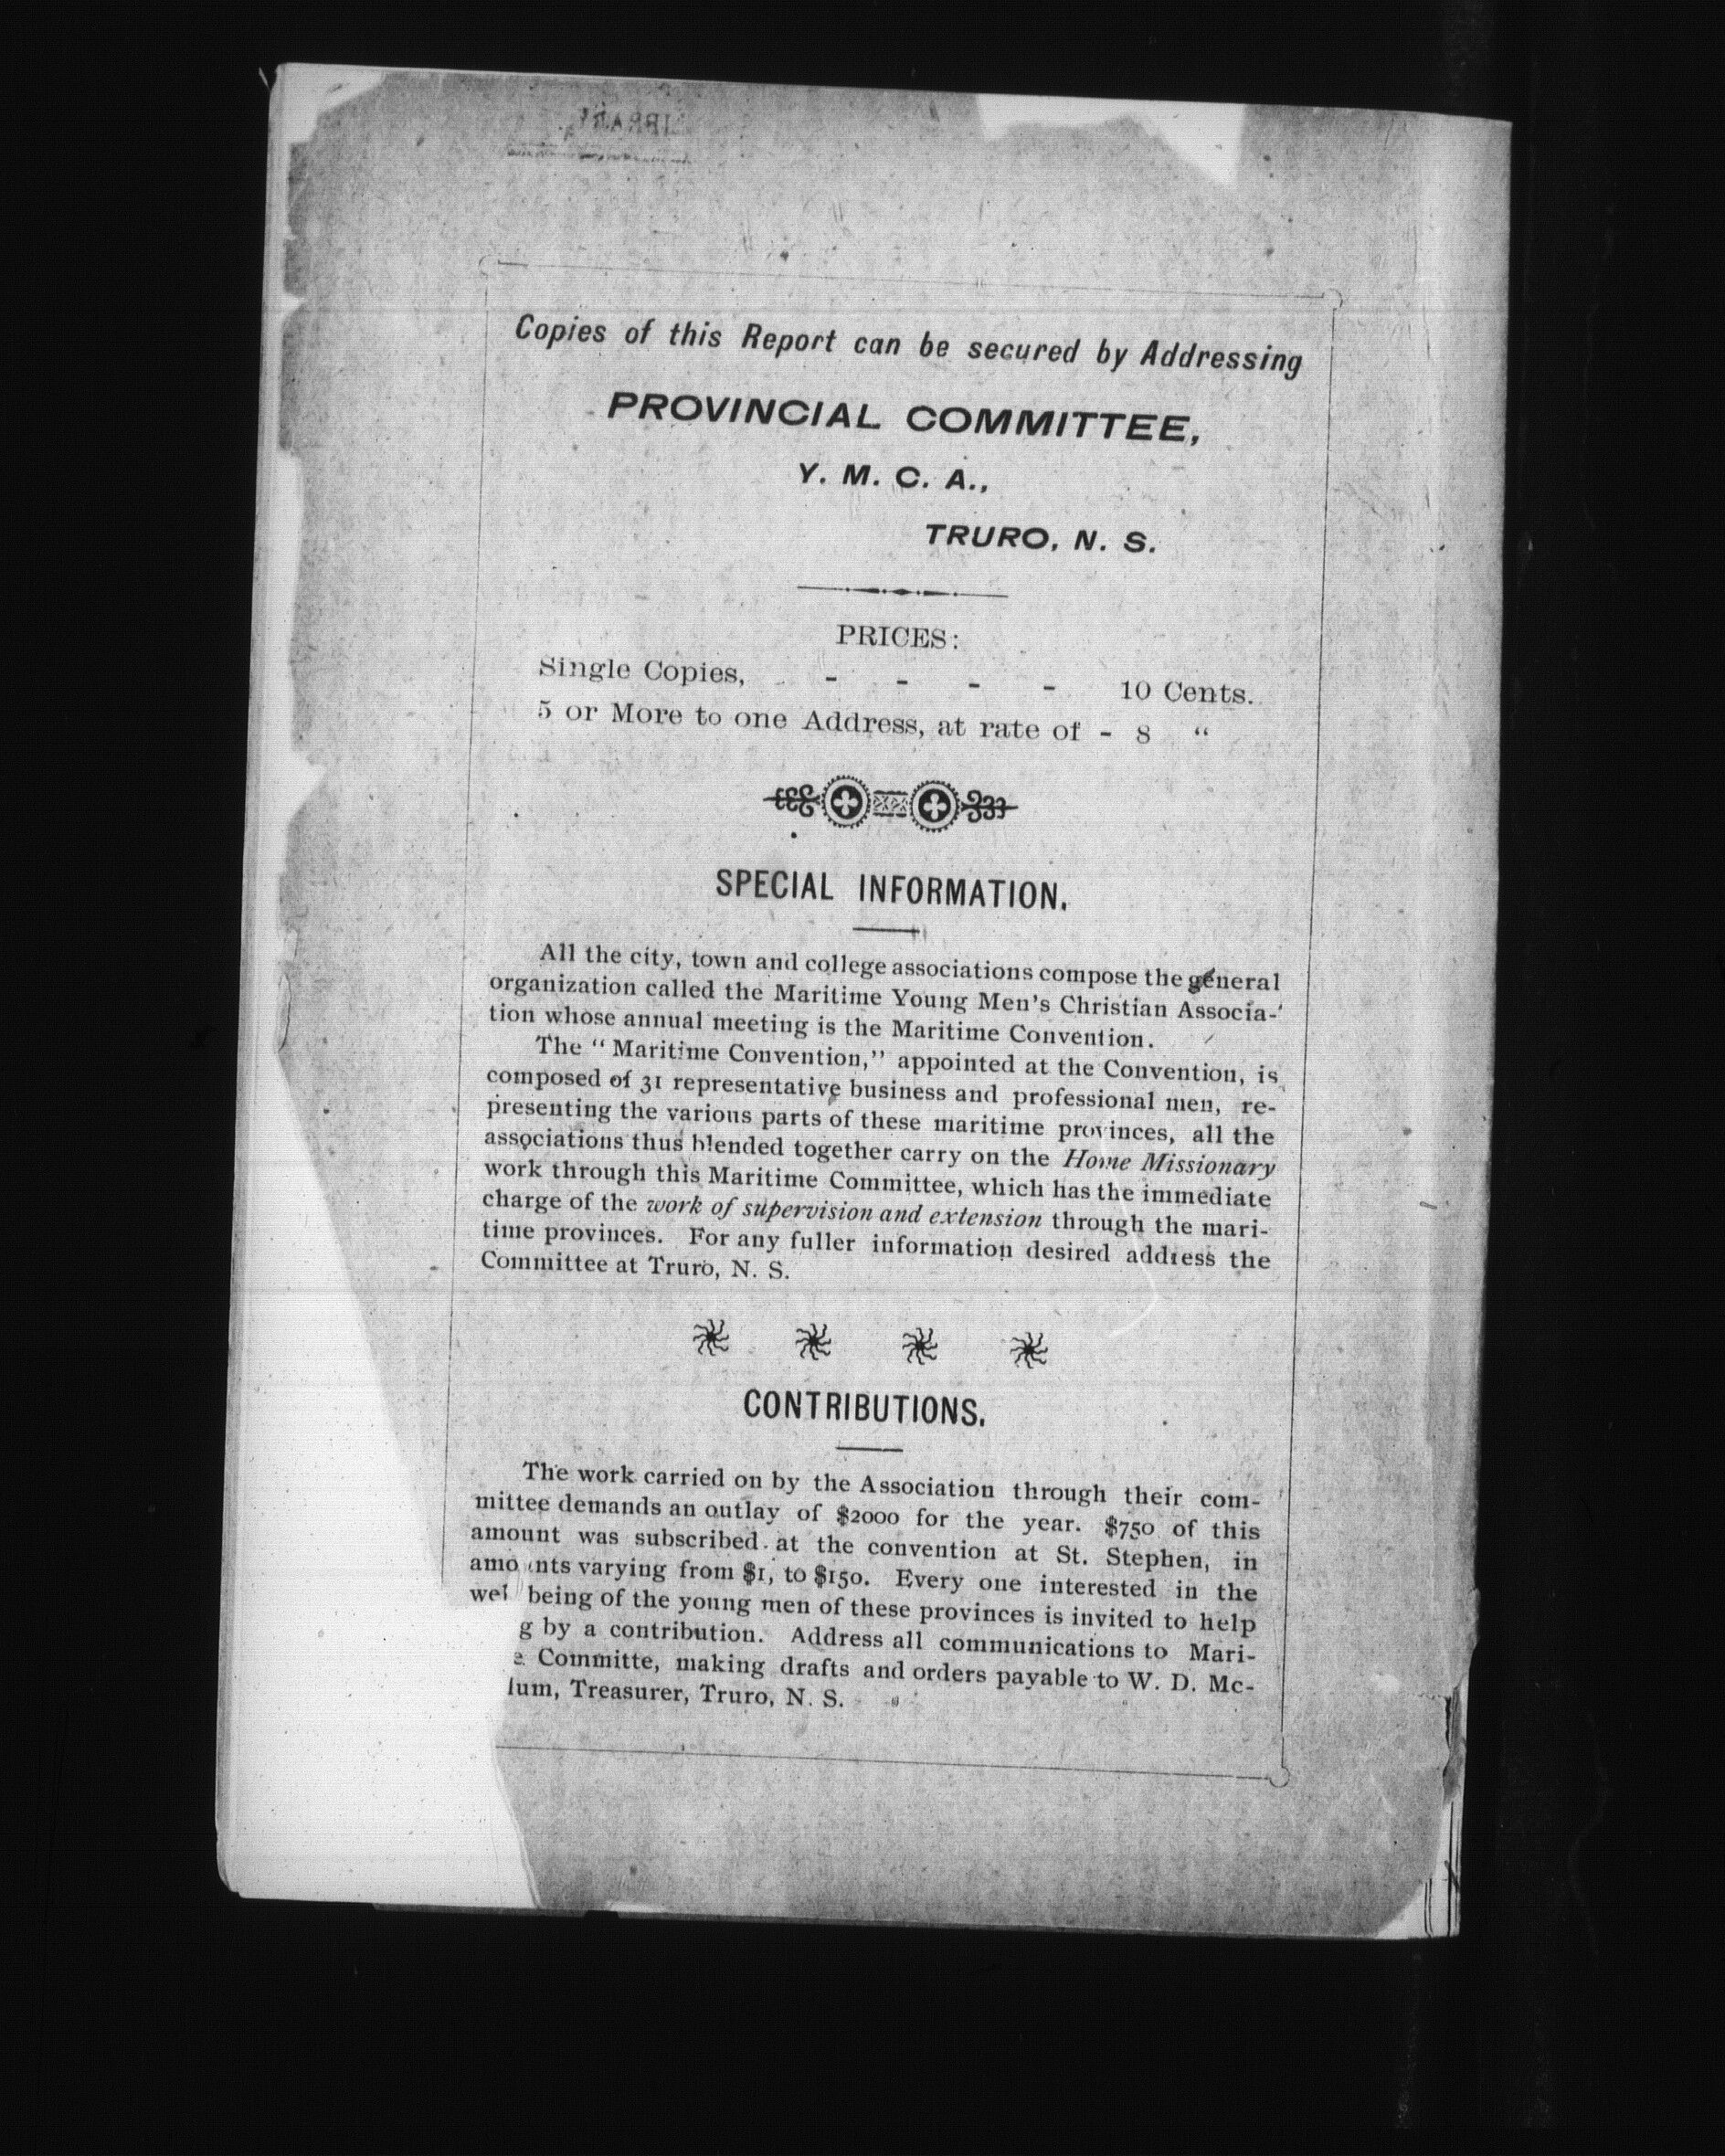 LIBRARY
Copies of this Report can be secured by Addressing
PROVINCIAL COMMITTEE,
Y. M. C. A.,
TRURO, N. S.
PRICES:
Single Copies, - - - - 10 Cents.
5 or More to one Address, at rate of - 8 "
SPECIAL INFORMATION.
All the city, town and college associations compose the general
organization called the Maritime Young Men's Christian Associa-
tion whose annual meeting is the Maritime Convention.
The "Maritime Convention," appointed at the Convention, is
composed of 31 representative business and professional men, re-
presenting the various parts of these maritime provinces, all the
associations thus blended together carry on the Home Missionary
work through this Maritime Committee, which has the immediate
charge of the work of supervision and extension through the mari-
time provinces. For any fuller information desired address the
Committee at Truro, N. S.
CONTRIBUTIONS.
The work carried on by the Association through their com-
mittee demands an outlay of $2000 for the year. $750 of this
amount was subscribed at the convention at St. Stephen, in
amo nts varying from $1, to $150. Every one interested in the
wel being of the young men of these provinces is invited to help
g by a contribution. Address all communications to Mari-
e Committe, making drafts and orders payable to W. D. Mc-
lum, Treasurer, Truro, N. S.